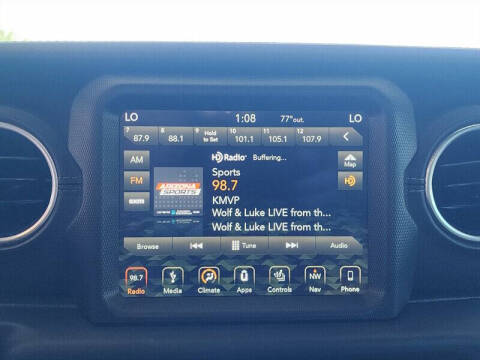 LO 1:08 77°out. LO
7 8 9 10 11 12
87.9 88.1 Hold to Set 101.1 105.1 107.9
AM HD Radio Buffering... Map
FM Sports
98.7
ARIZONA SPORTS
KMVP
Wolf & Luke LIVE from th...
Wolf & Luke LIVE from th...
Browse Tune Audio
98.7 NW
Radio Media Climate Apps Controls Nav Phone